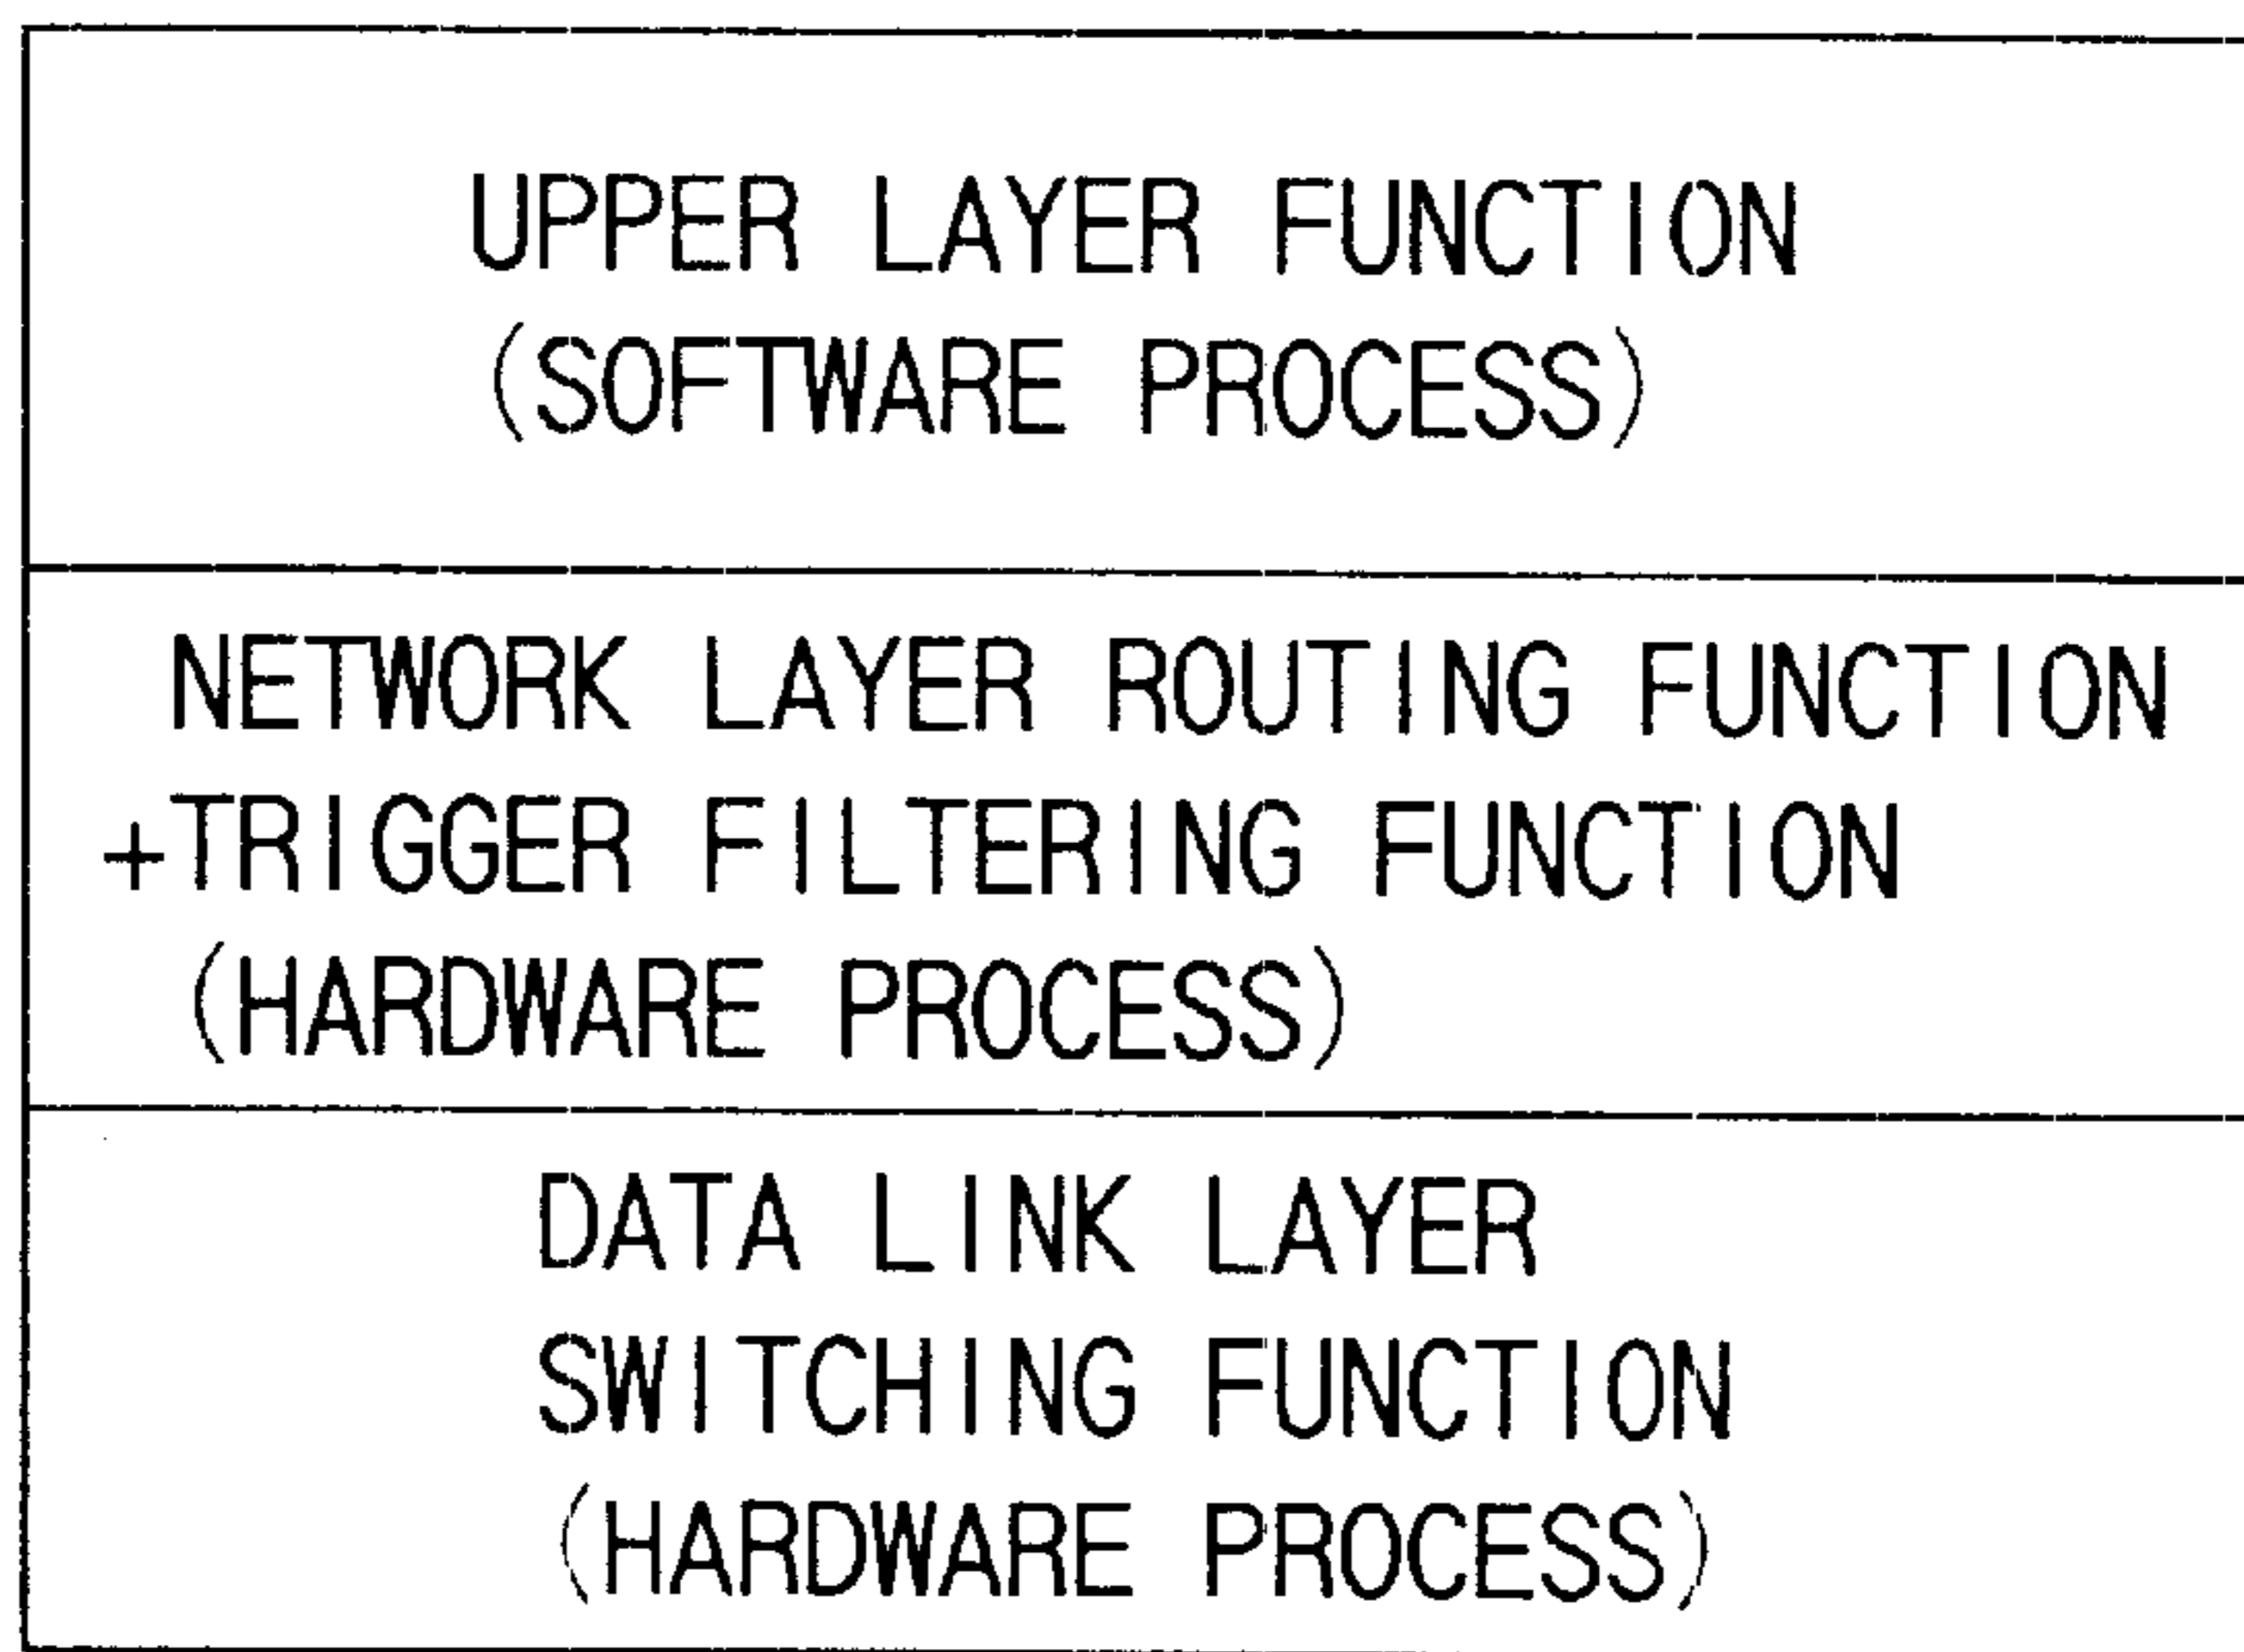 UPPER LAYER FUNCTION
(SOFTWARE PROCESS)
NETWORK LAYER ROUTING FUNCTION
+TRIGGER FILTERING FUNCTION
(HARDWARE PROCESS)
DATA LINK LAYER
SWITCHING FUNCTION
(HARDWARE PROCESS)